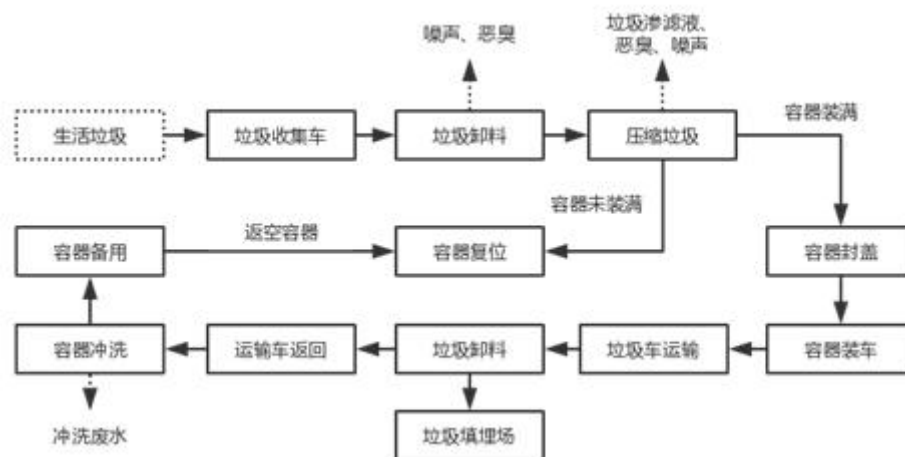 噪声、恶臭
垃圾渗滤液、
恶臭、噪声
容器装满
生活垃圾
垃圾收集车
垃圾卸料
压缩垃圾
容器未装满
返空容器
容器备用
容器复位
容器封盖
容器冲洗
运输车返回
垃圾卸料
垃圾车运输
容器装车
冲洗废水
垃圾填埋场